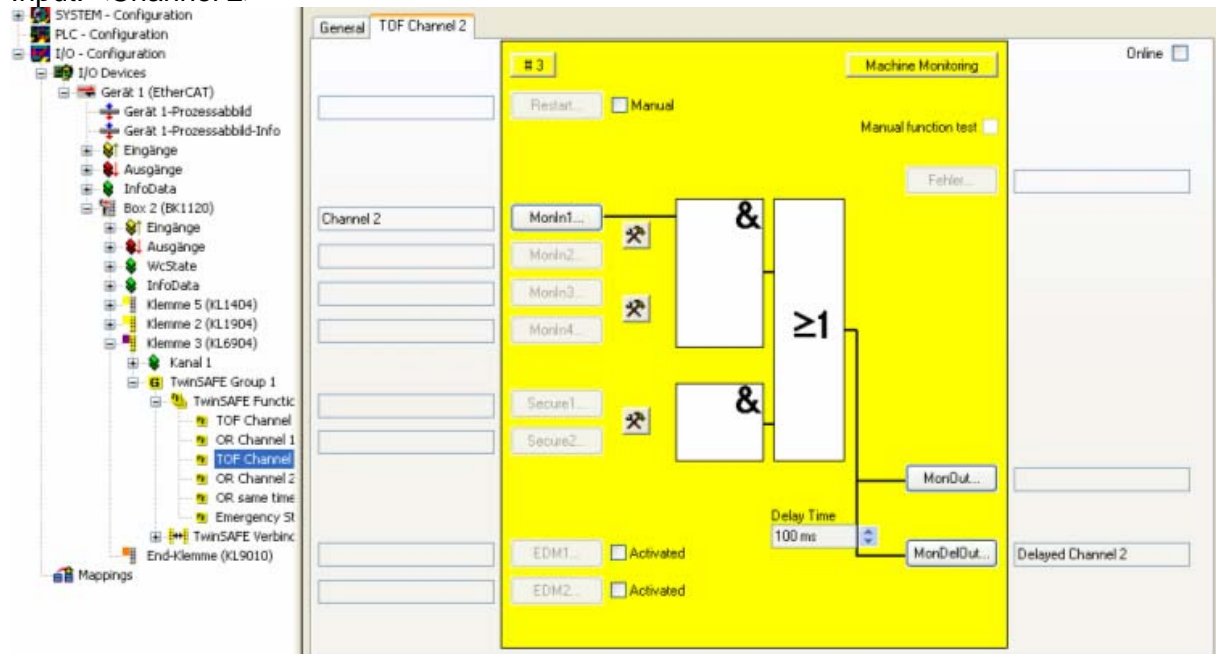 Input: <Channel 2>
SYSTEM - Configuration
PLC - Configuration
I/O - Configuration
I/O Devices
Gerät 1 (EtherCAT)
Gerät 1-Prozessabbild
Gerät 1-Prozessabbild-Info
Eingänge
Ausgänge
InfoData
Box 2 (BK1120)
Eingänge
Ausgänge
WcState
InfoData
Klemme 5 (KL1404)
Klemme 2 (KL1904)
Klemme 3 (KL6904)
Kanal 1
G TwinSAFE Group 1
TwinSAFE Functic
TOF Channel
OR Channel 1
TOF Channel
OR Channel 2
OR same time
Emergency St
TwinSAFE Verbinc
End-Klemme (KL9010)
Mappings
General TOF Channel 2
# 3 Machine Monitoring Online
Restart... Manual
Manual function test
Fehler...
Channel 2 MonIn1... &
MonIn2...
MonIn3...
MonIn4... ≥1
Secure1... &
Secure2...
MonOut...
Delay Time
100 ms
EDM1... Activated MonDelOut... Delayed Channel 2
EDM2... Activated